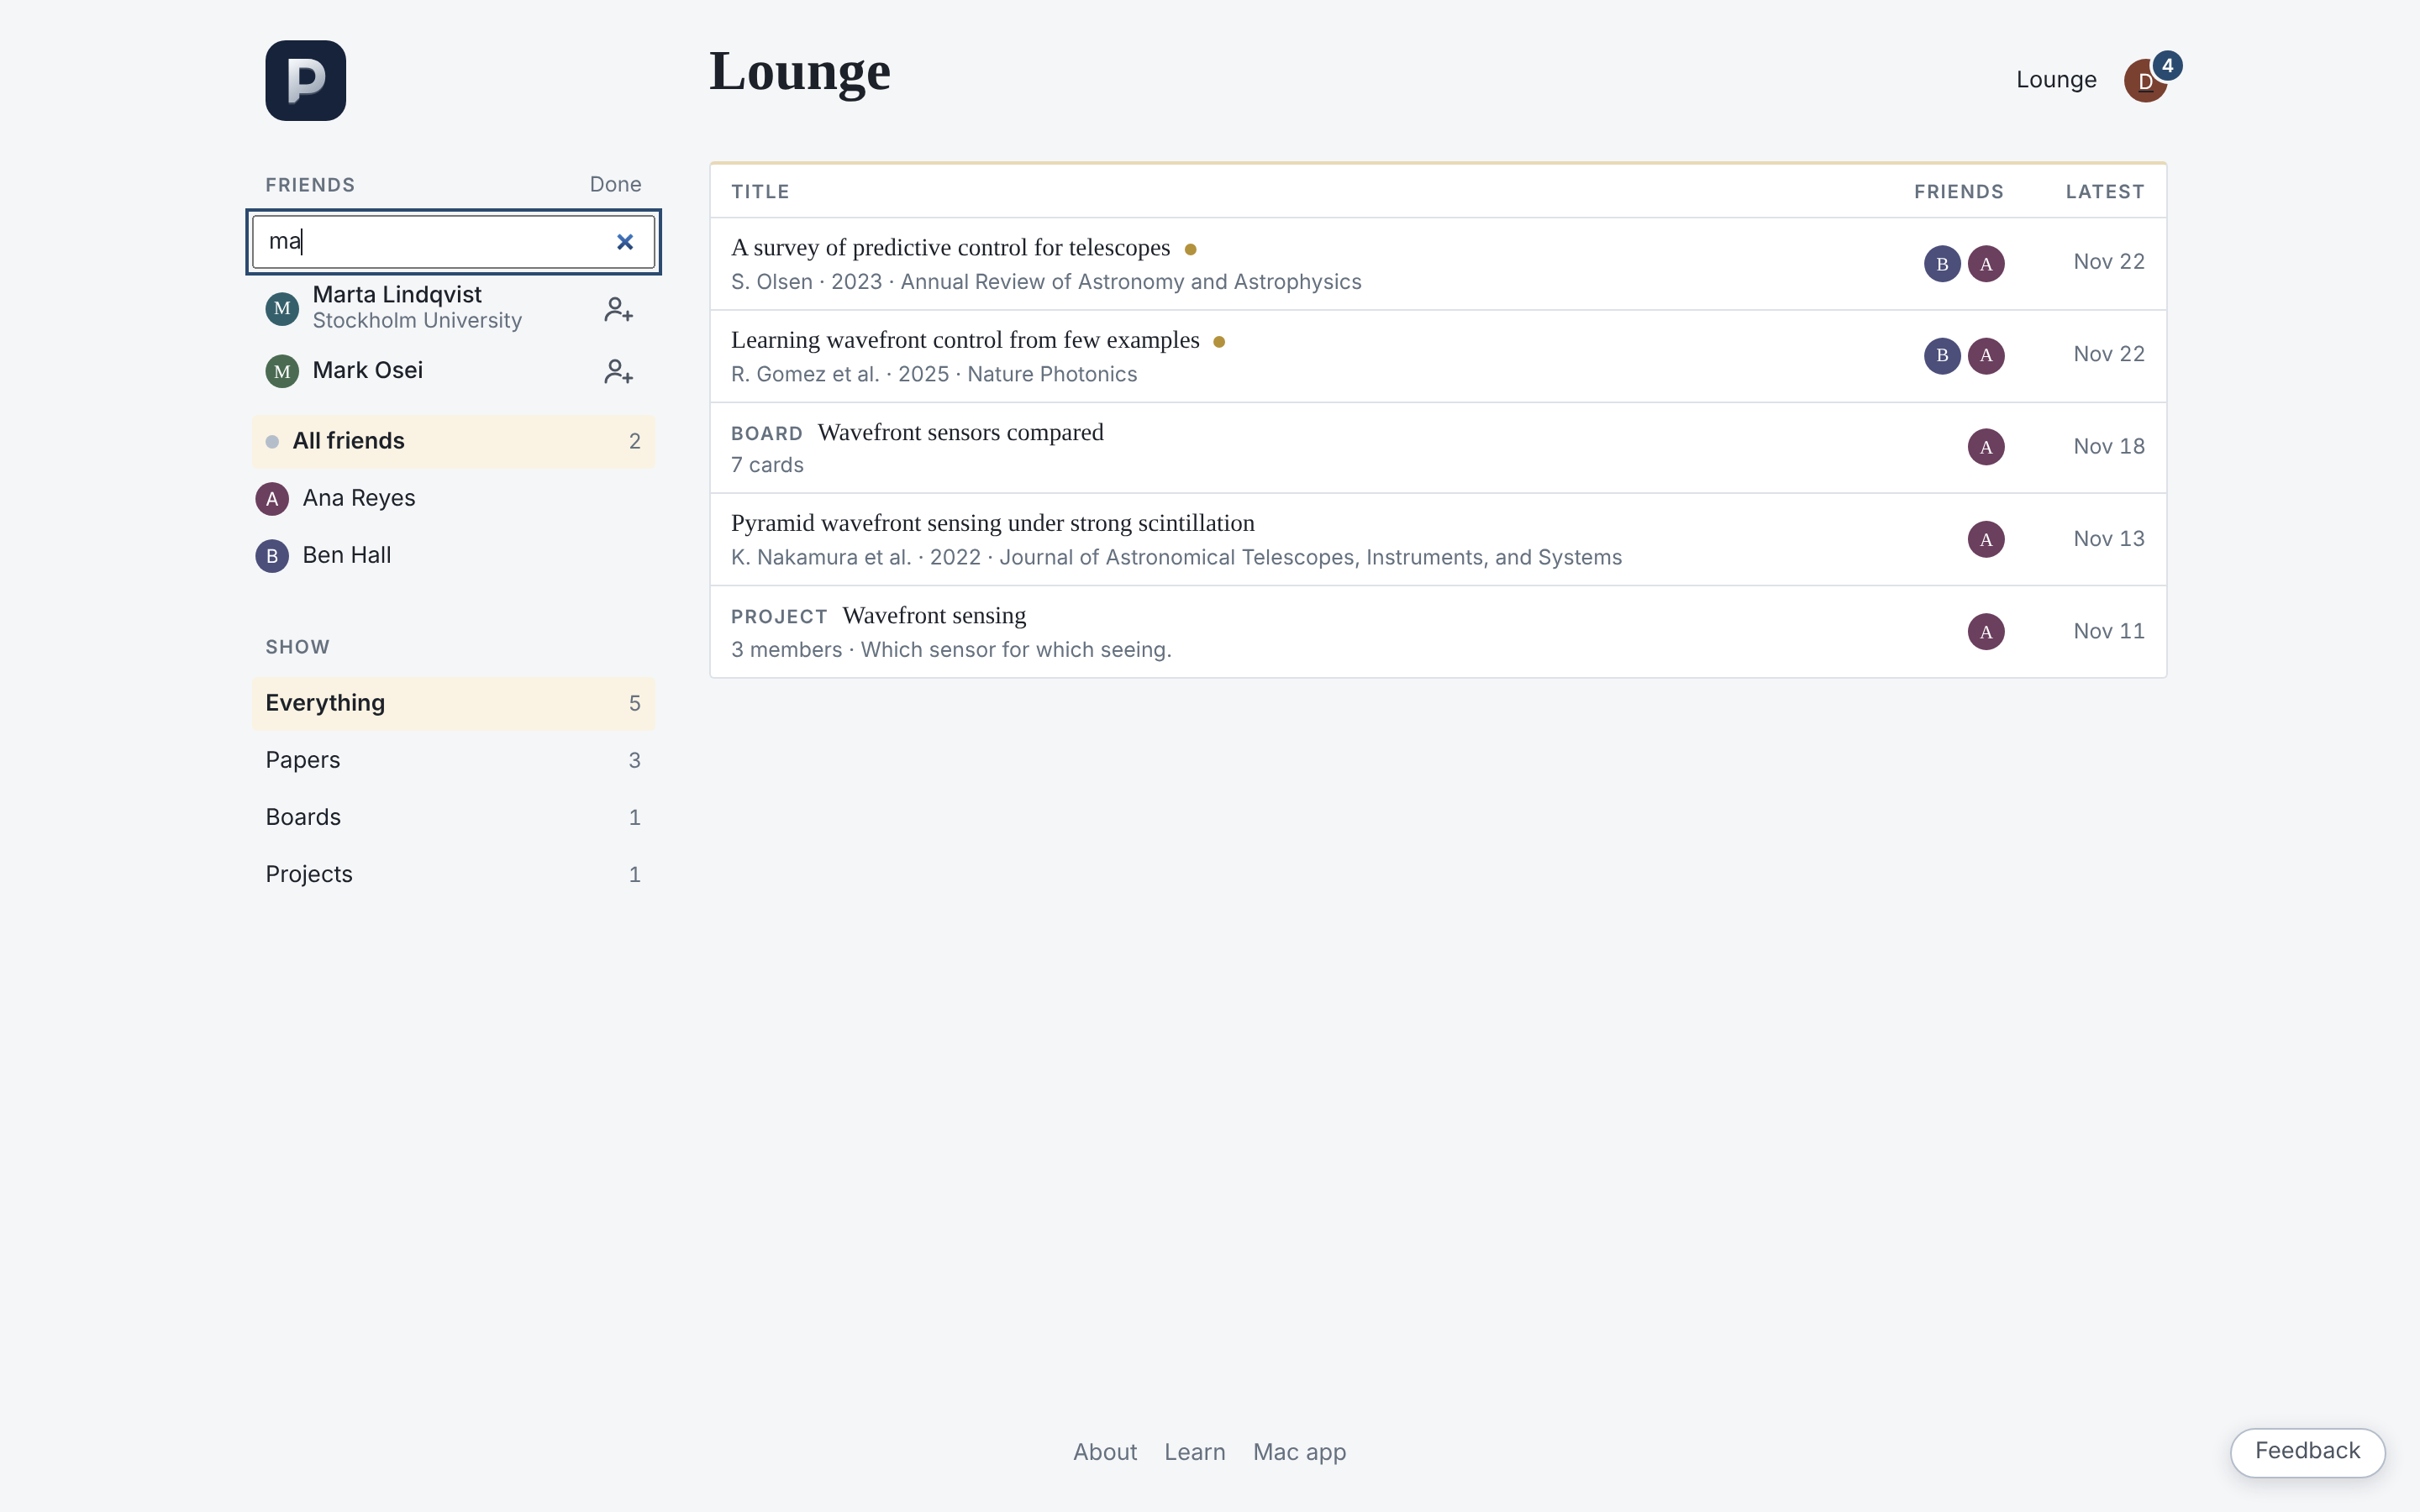 P
Lounge
Lounge
D
4
FRIENDS
Done
ma
M
Marta Lindqvist
Stockholm University
M
Mark Osei
All friends
2
A
Ana Reyes
B
Ben Hall
SHOW
Everything
5
Papers
3
Boards
1
Projects
1
TITLE
FRIENDS
LATEST
A survey of predictive control for telescopes
S. Olsen · 2023 · Annual Review of Astronomy and Astrophysics
B
A
Nov 22
Learning wavefront control from few examples
R. Gomez et al. · 2025 · Nature Photonics
B
A
Nov 22
BOARD Wavefront sensors compared
7 cards
A
Nov 18
Pyramid wavefront sensing under strong scintillation
K. Nakamura et al. · 2022 · Journal of Astronomical Telescopes, Instruments, and Systems
A
Nov 13
PROJECT Wavefront sensing
3 members · Which sensor for which seeing.
A
Nov 11
About
Learn
Mac app
Feedback